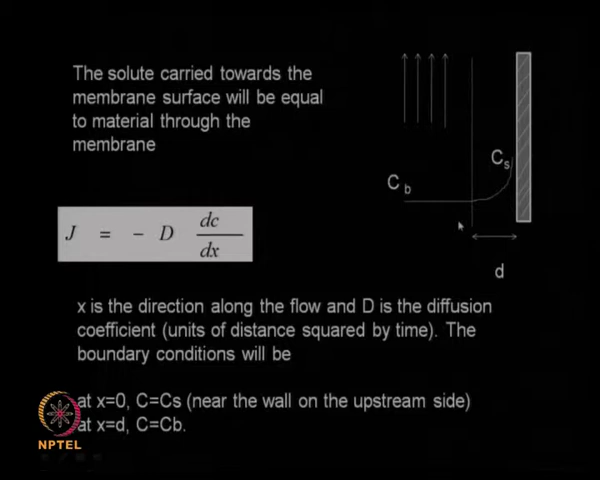 The solute carried towards the
membrane surface will be equal
to material through the
membrane
C s
C b
J = - D dc
dx
d
x is the direction along the flow and D is the diffusion
coefficient (units of distance squared by time). The
boundary conditions will be
at x=0, C=Cs (near the wall on the upstream side)
at x=d, C=Cb.
NPTEL